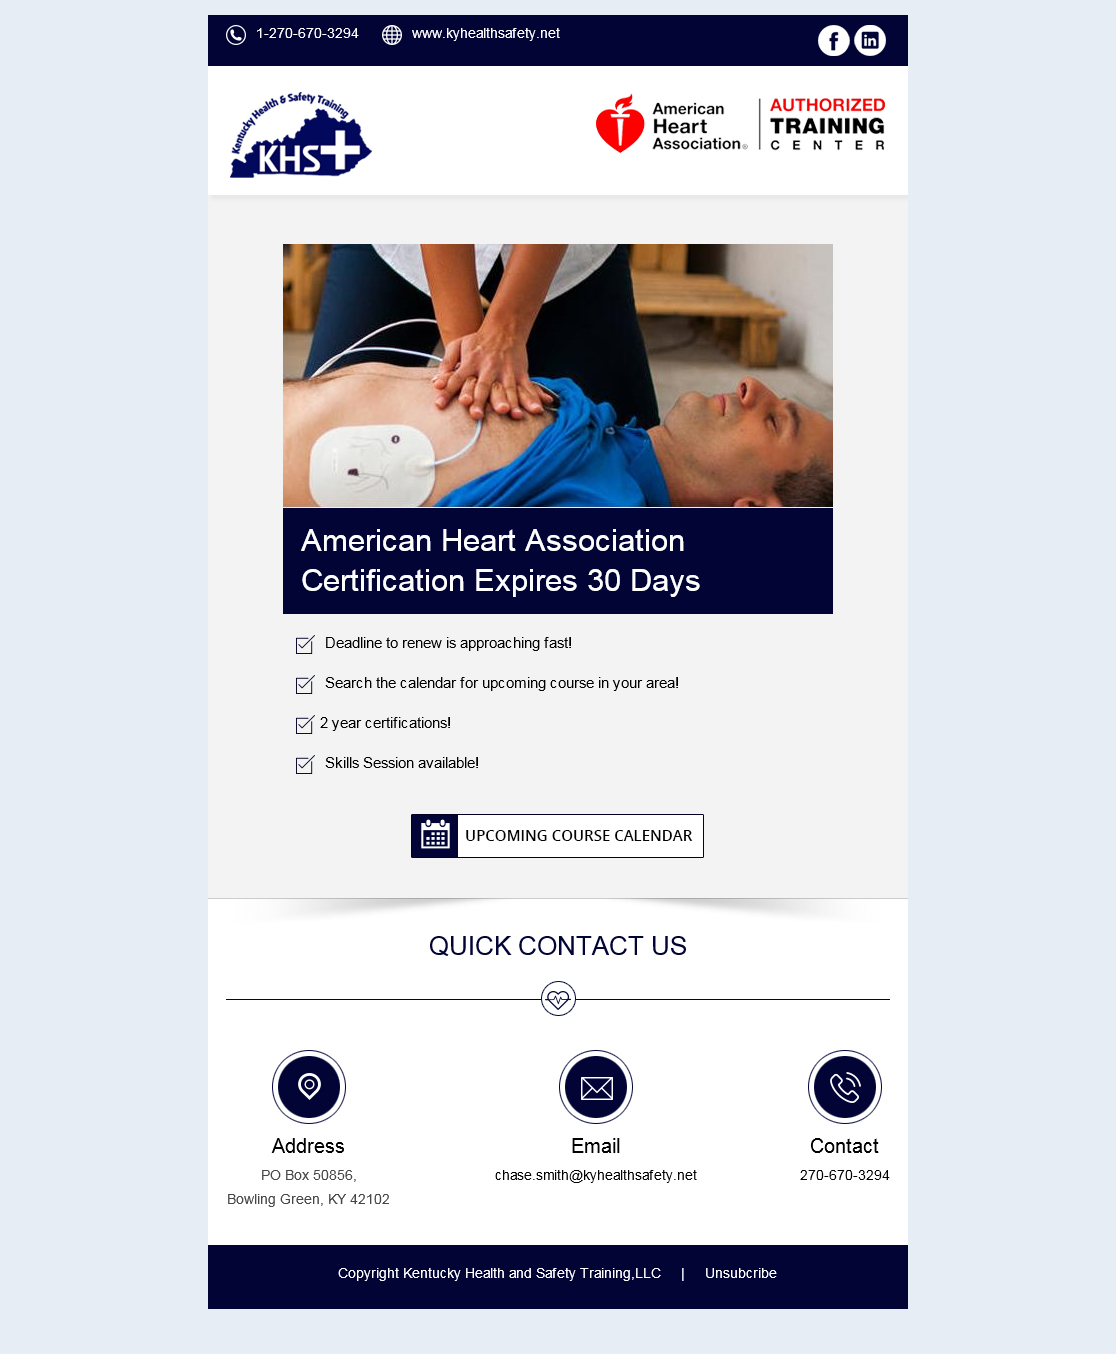 1-270-670-3294 www.kyhealthsafety.net
Kentucky Health & Safety Training
KHS
American
Heart
Association®
AUTHORIZED
TRAINING
CENTER
American Heart Association
Certification Expires 30 Days
Deadline to renew is approaching fast!
Search the calendar for upcoming course in your area!
2 year certifications!
Skills Session available!
UPCOMING COURSE CALENDAR
QUICK CONTACT US
Address
PO Box 50856,
Bowling Green, KY 42102
Email
chase.smith@kyhealthsafety.net
Contact
270-670-3294
Copyright Kentucky Health and Safety Training,LLC | Unsubcribe